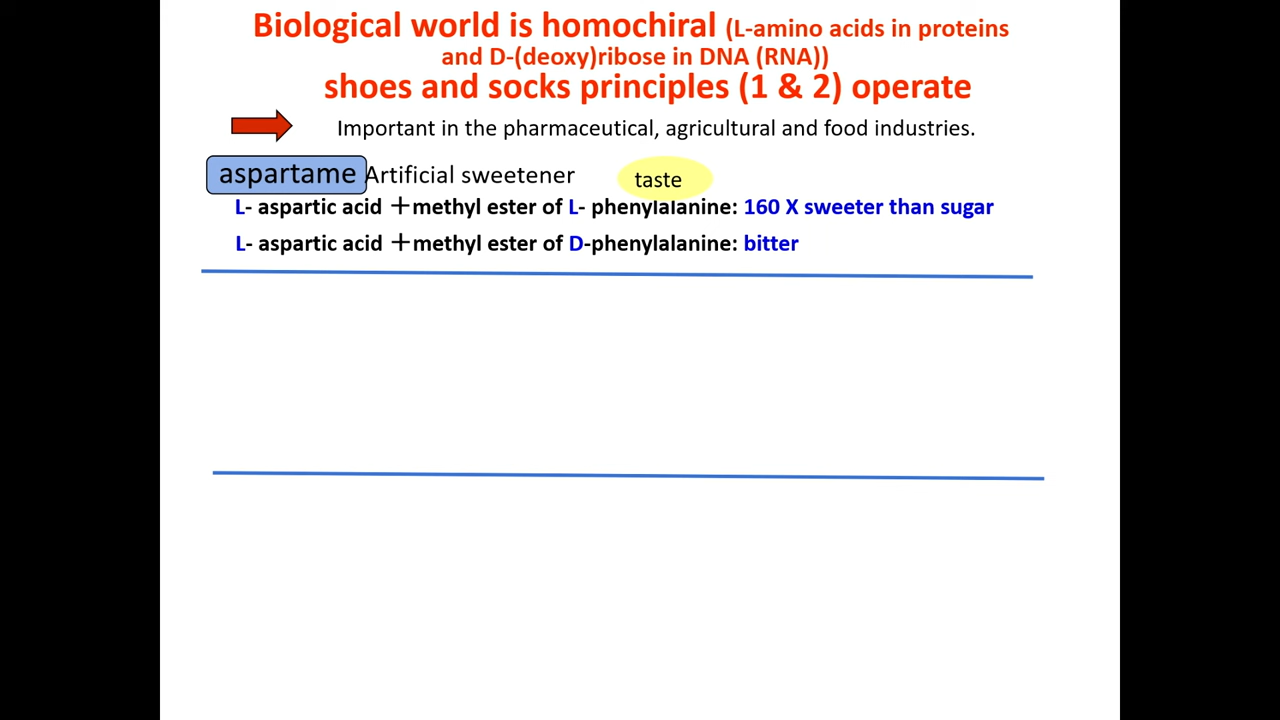 Biological world is homochiral (L-amino acids in proteins
and D-(deoxy)ribose in DNA (RNA))
shoes and socks principles (1 & 2) operate
Important in the pharmaceutical, agricultural and food industries.
aspartame Artificial sweetener taste
L- aspartic acid +methyl ester of L- phenylalanine: 160 X sweeter than sugar
L- aspartic acid +methyl ester of D-phenylalanine: bitter